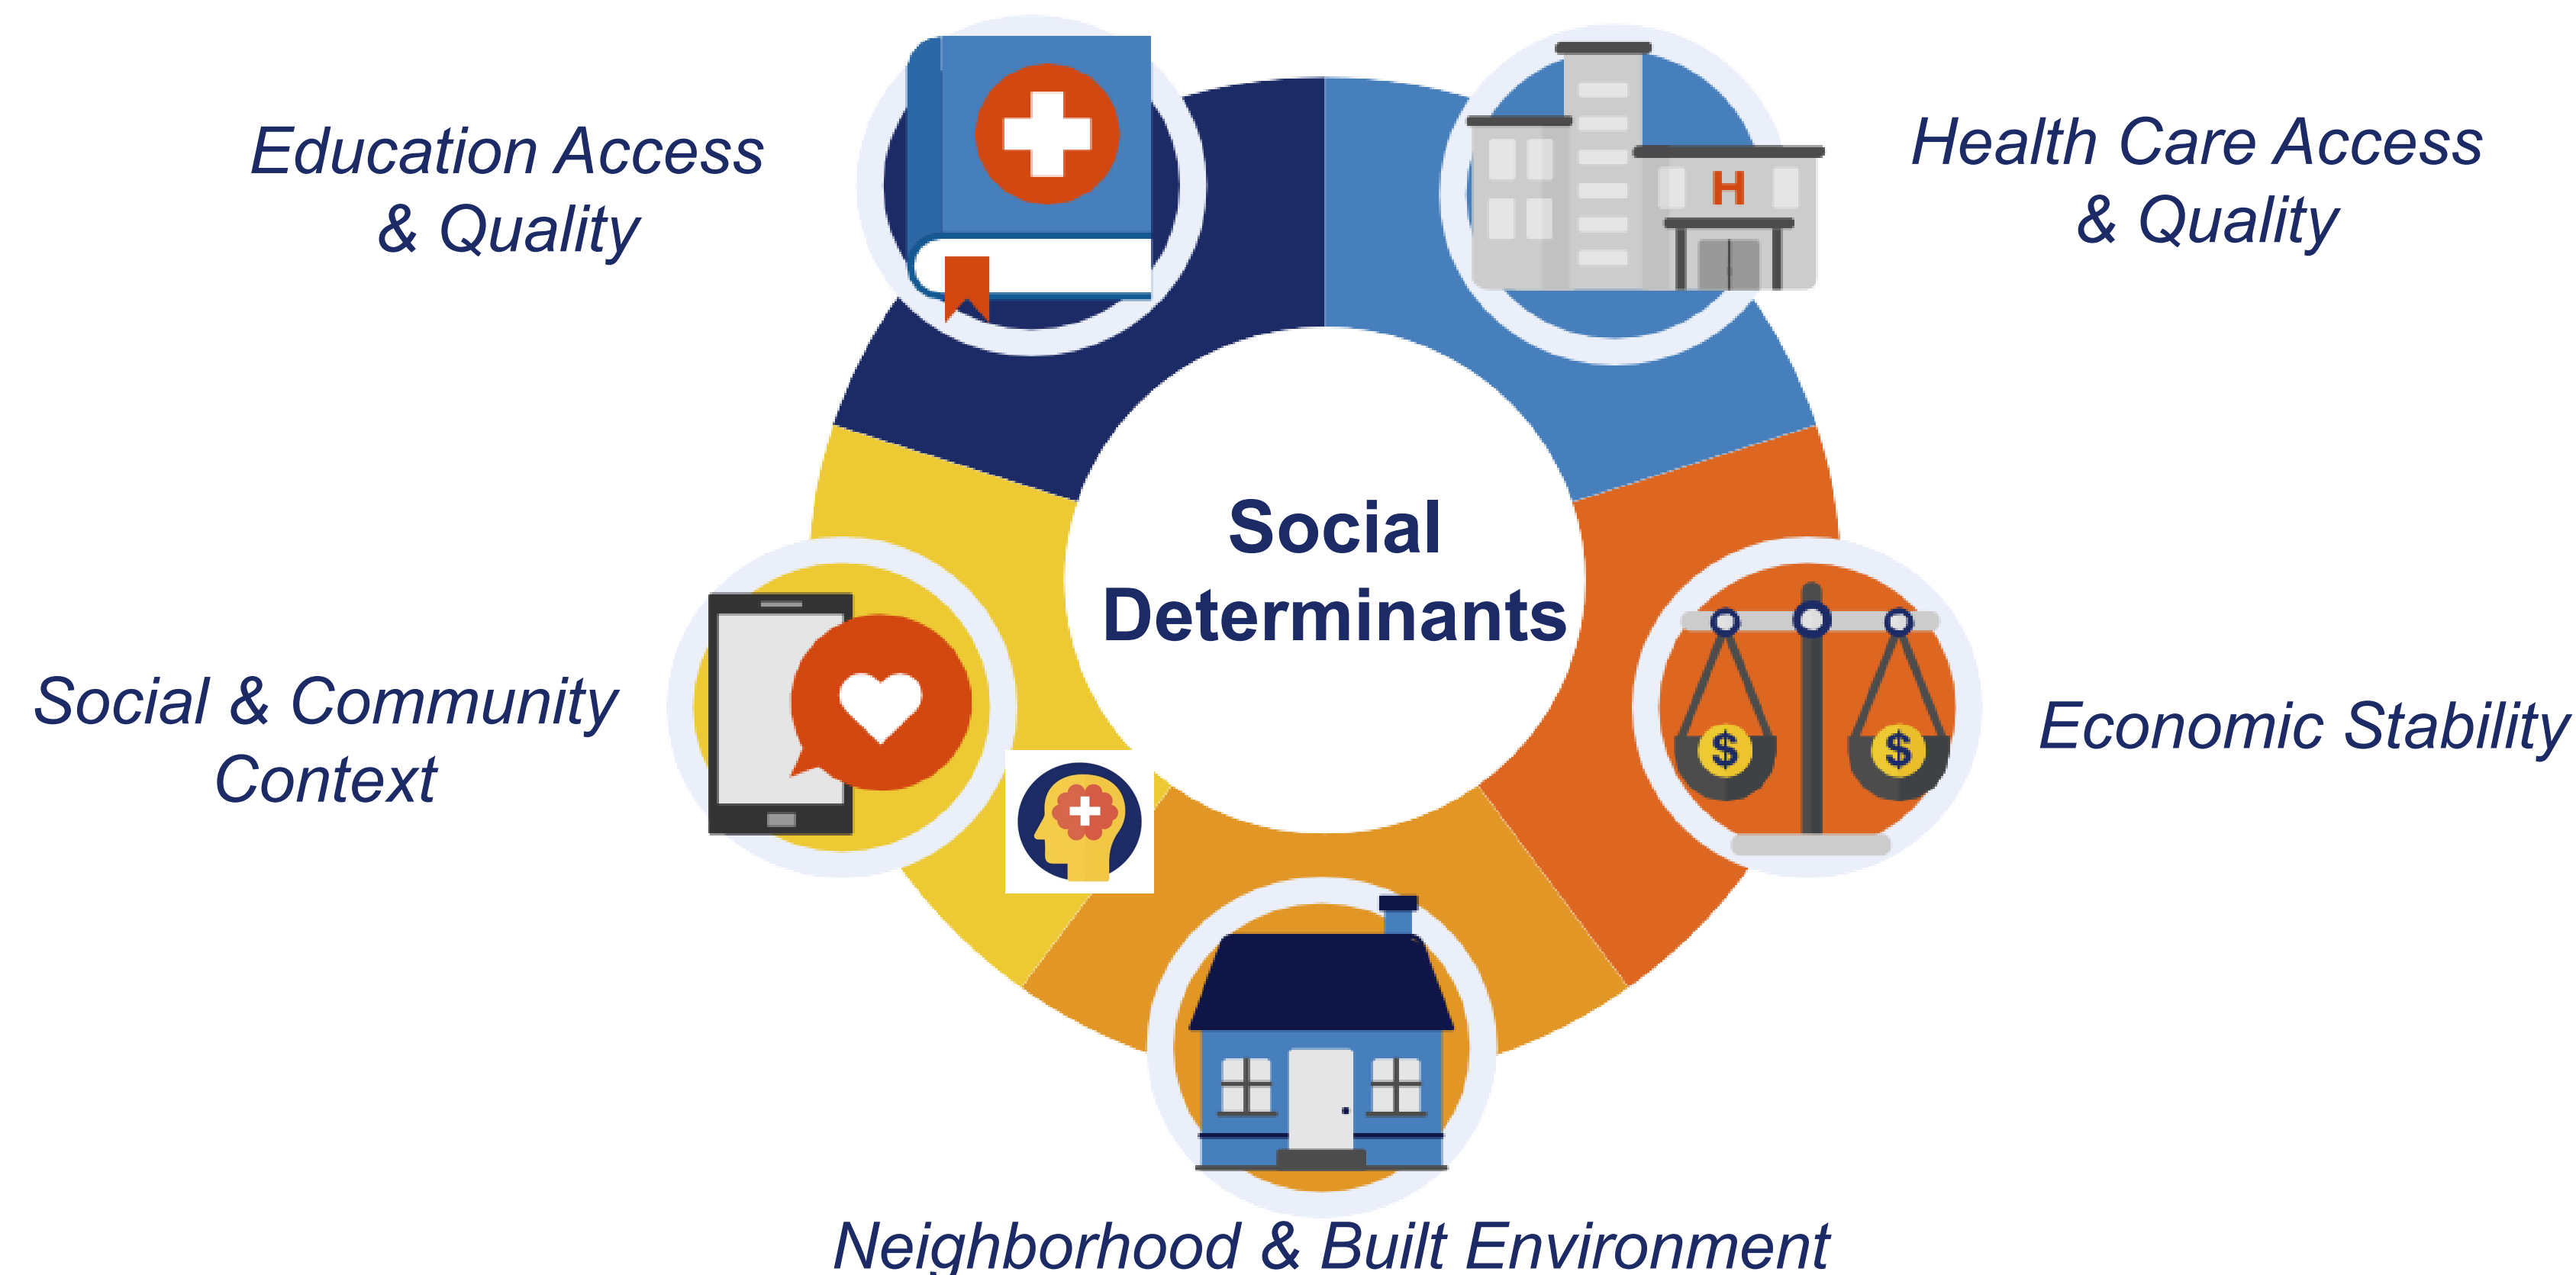 Education Access
& Quality
Health Care Access
& Quality
H
Social
Determinants
Social & Community
Context
Economic Stability
$ $
Neighborhood & Built Environment